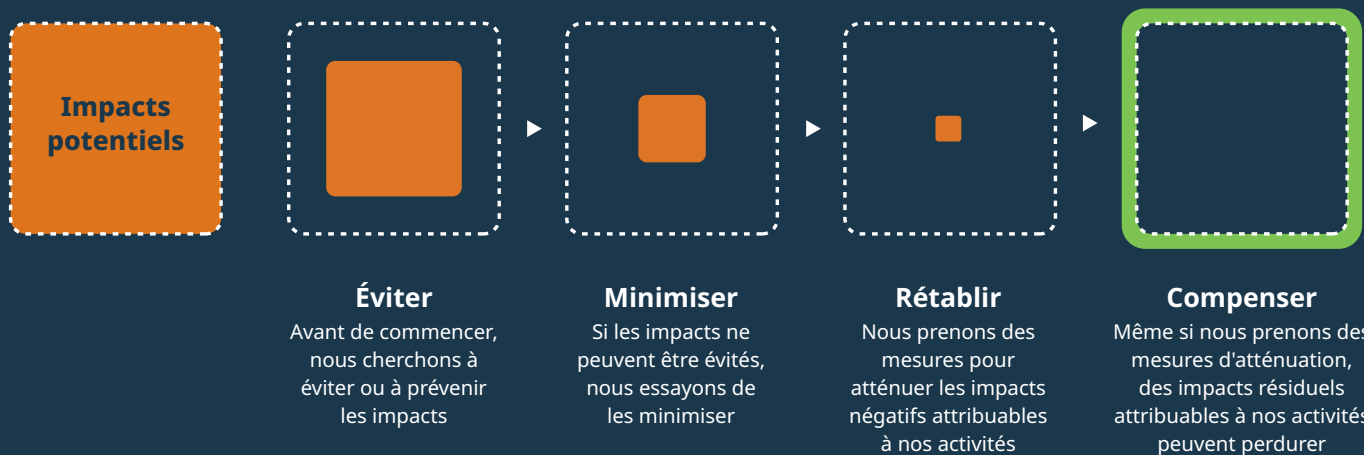 Impacts
potentiels
Éviter
Avant de commencer,
nous cherchons à
éviter ou à prévenir
les impacts
Minimiser
Si les impacts ne
peuvent être évités,
nous essayons de
les minimiser
Rétablir
Nous prenons des
mesures pour
atténuer les impacts
négatifs attribuables
à nos activités
Compenser
Même si nous prenons des
mesures d'atténuation,
des impacts résiduels
attribuables à nos activités
peuvent perdurer